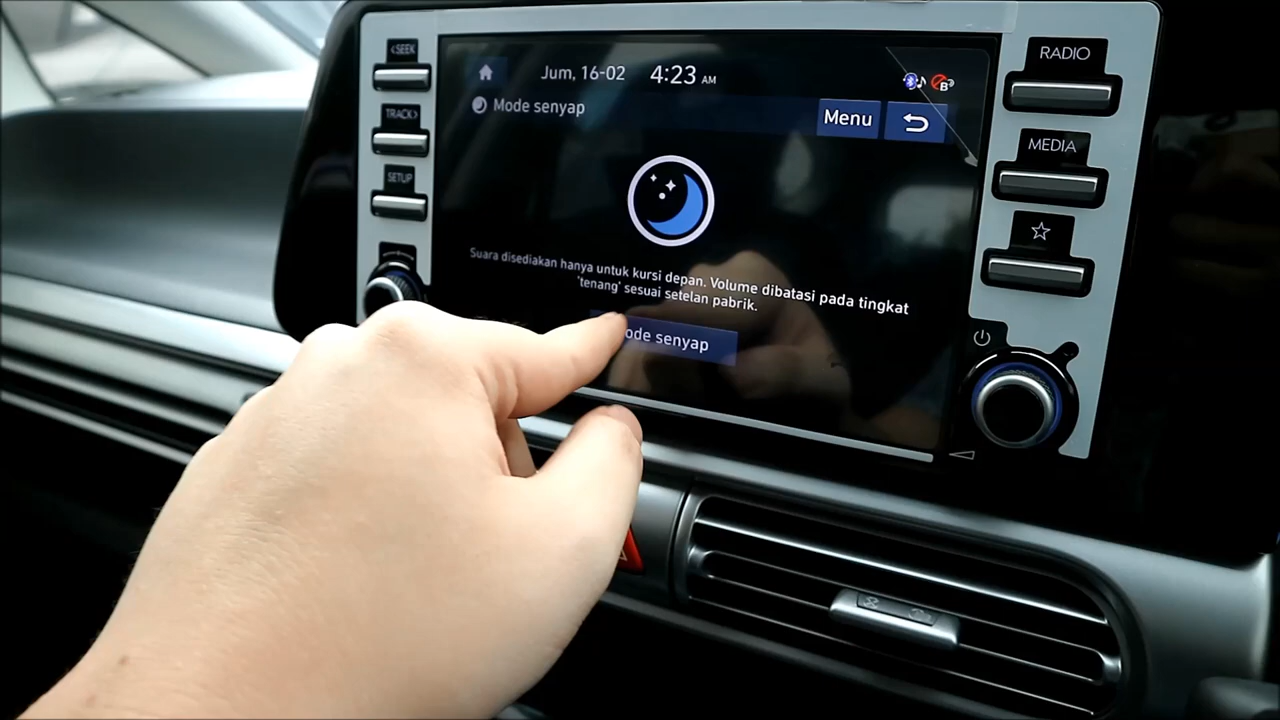 <SEEK
TRACK>
SETUP
Jum, 16-02
4:23 AM
B
Mode senyap
Menu
Suara disediakan hanya untuk kursi depan. Volume dibatasi pada tingkat
'tenang' sesuai setelan pabrik.
senyap
RADIO
MEDIA